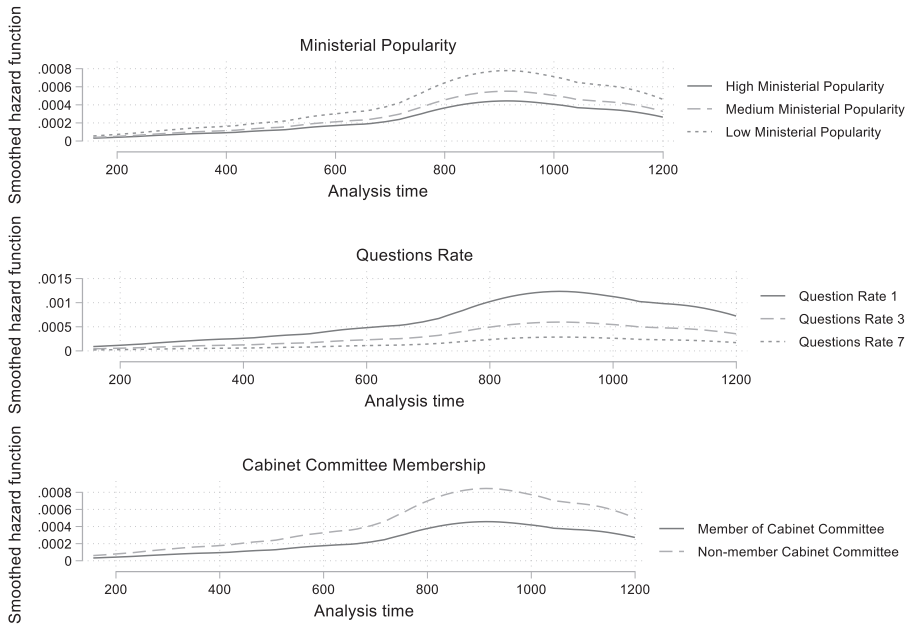 Ministerial Popularity
Smoothed hazard function
.0008
.0006
.0004
.0002
0
200 400 600 800 1000 1200
Analysis time
High Ministerial Popularity
Medium Ministerial Popularity
Low Ministerial Popularity
Questions Rate
Smoothed hazard function
.0015
.001
.0005
0
200 400 600 800 1000 1200
Analysis time
Question Rate 1
Questions Rate 3
Questions Rate 7
Cabinet Committee Membership
Smoothed hazard function
.0008
.0006
.0004
.0002
0
200 400 600 800 1000 1200
Analysis time
Member of Cabinet Committee
Non-member Cabinet Committee